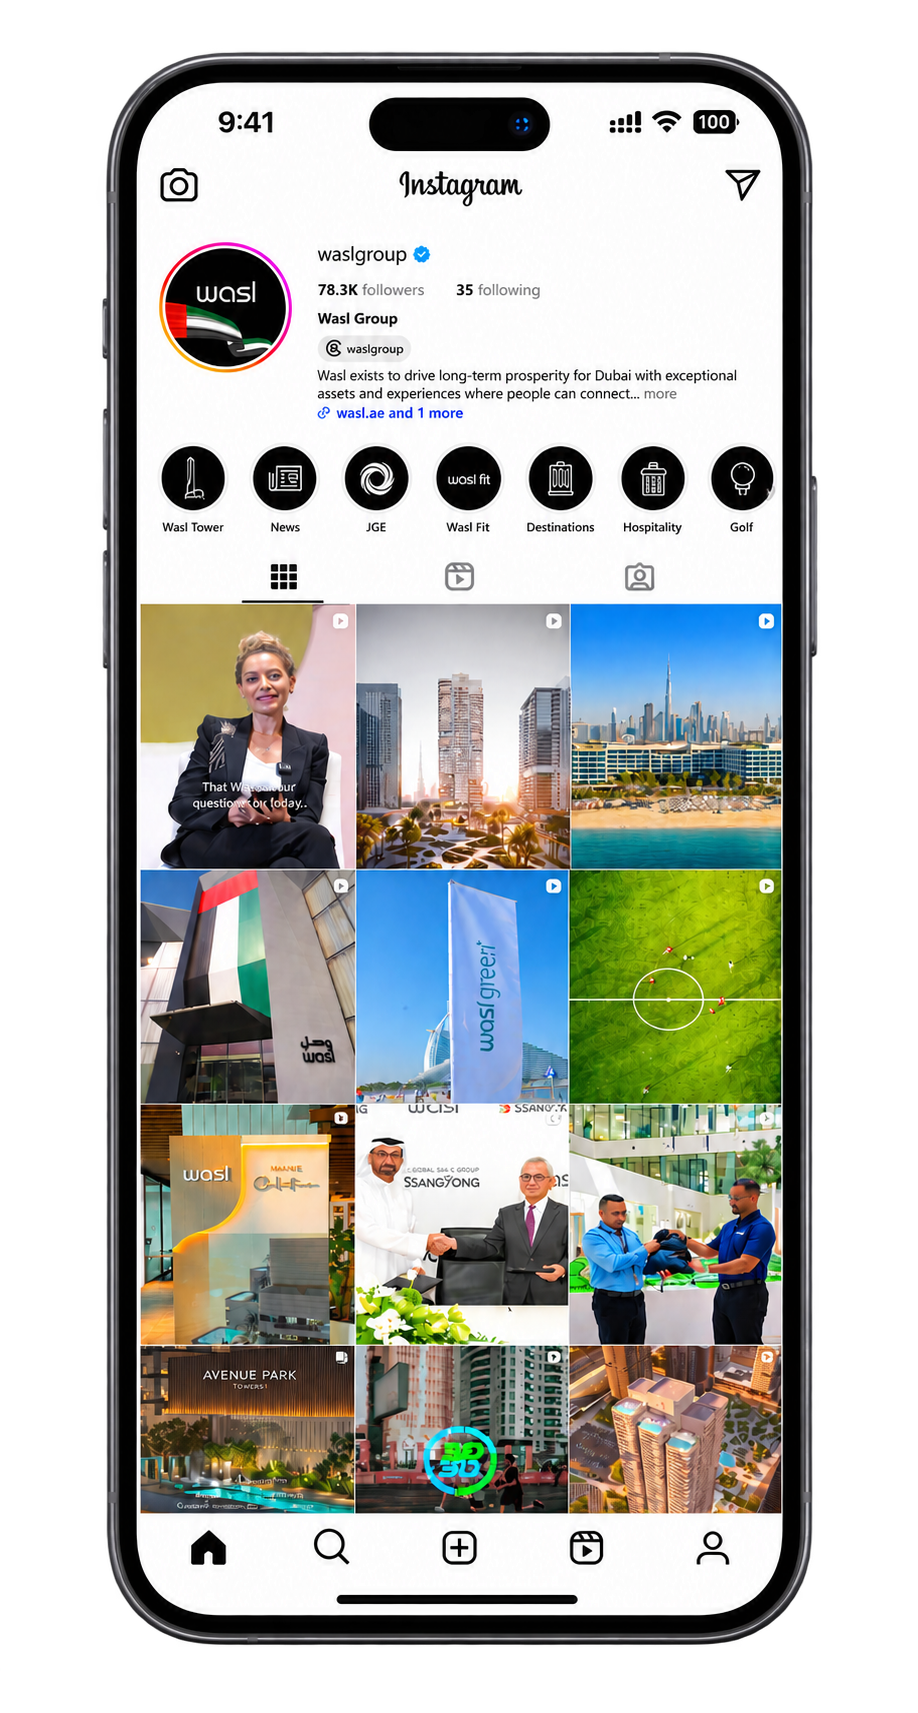 9:41
100
Instagram
wasl
waslgroup
78.3K followers 35 following
Wasl Group
waslgroup
Wasl exists to drive long-term prosperity for Dubai with exceptional
assets and experiences where people can connect... more
wasl.ae and 1 more
wasl fit
Wasl Tower News JGE Wasl Fit Destinations Hospitality Golf
That
wasl green
وصل
wasl
wasl
SSANGYONG
AVENUE PARK
TOWERS